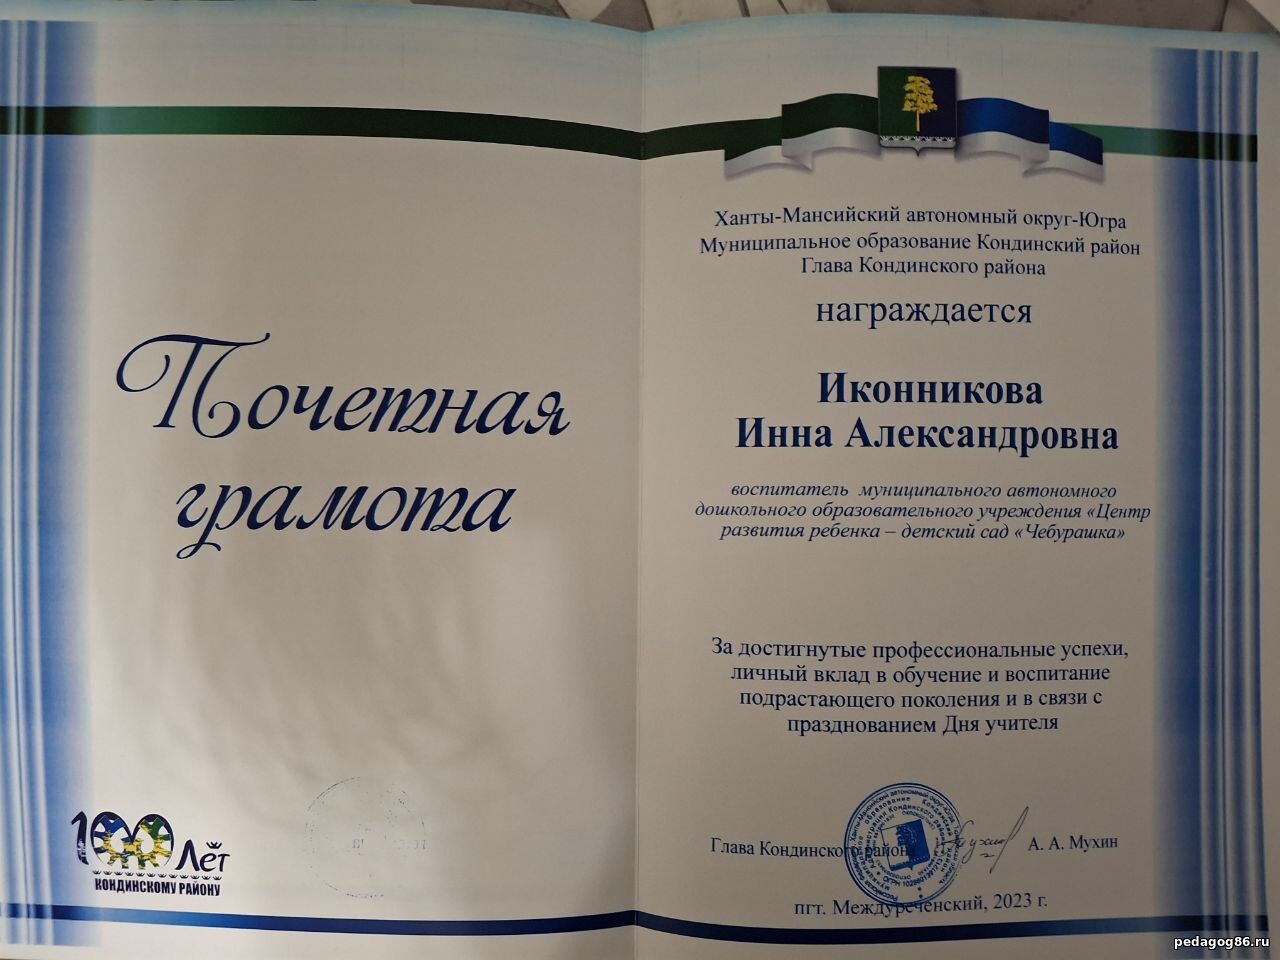 Почетная
грамота
100 лет
КОНДИНСКОМУ РАЙОНУ
Ханты-Мансийский автономный округ-Югра
Муниципальное образование Кондинский район
Глава Кондинского района
награждается
Иконникова
Инна Александровна
воспитатель муниципального автономного
дошкольного образовательного учреждения «Центр
развития ребенка – детский сад «Чебурашка»
За достигнутые профессиональные успехи,
личный вклад в обучение и воспитание
подрастающего поколения и в связи с
празднованием Дня учителя
Глава Кондинского района
А. А. Мухин
пгт. Междуреченский, 2023 г.
pedagog86.ru